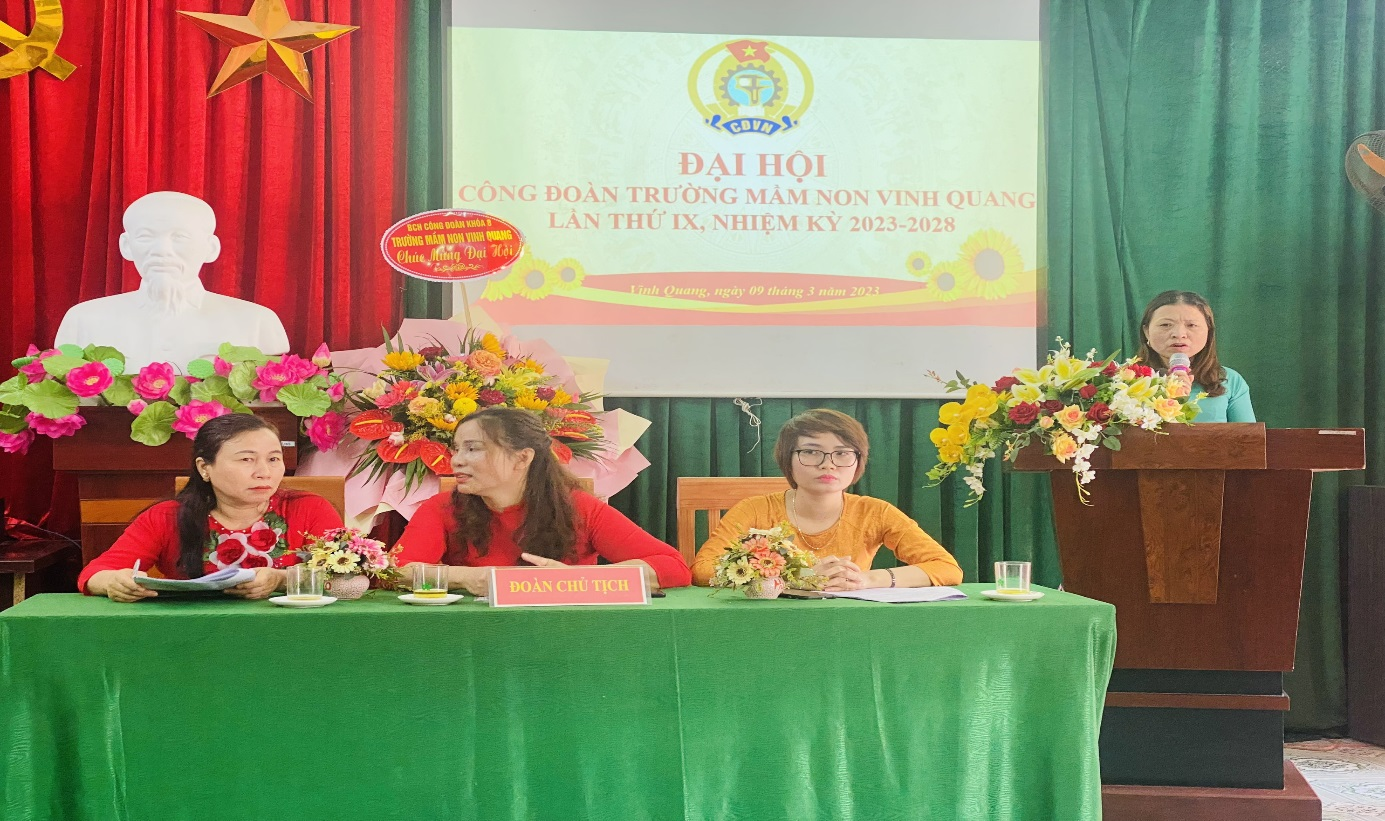 CĐVN
ĐẠI HỘI
CÔNG ĐOÀN TRƯỜNG MẦM NON VINH QUANG
LẦN THỨ IX, NHIỆM KỲ 2023-2028
Vinh Quang, ngày 09 tháng 3 năm 2023
BCH CÔNG ĐOÀN KHÓA 8
TRƯỜNG MẦM NON VINH QUANG
Chúc Mừng Đại Hội
ĐOÀN CHỦ TỊCH